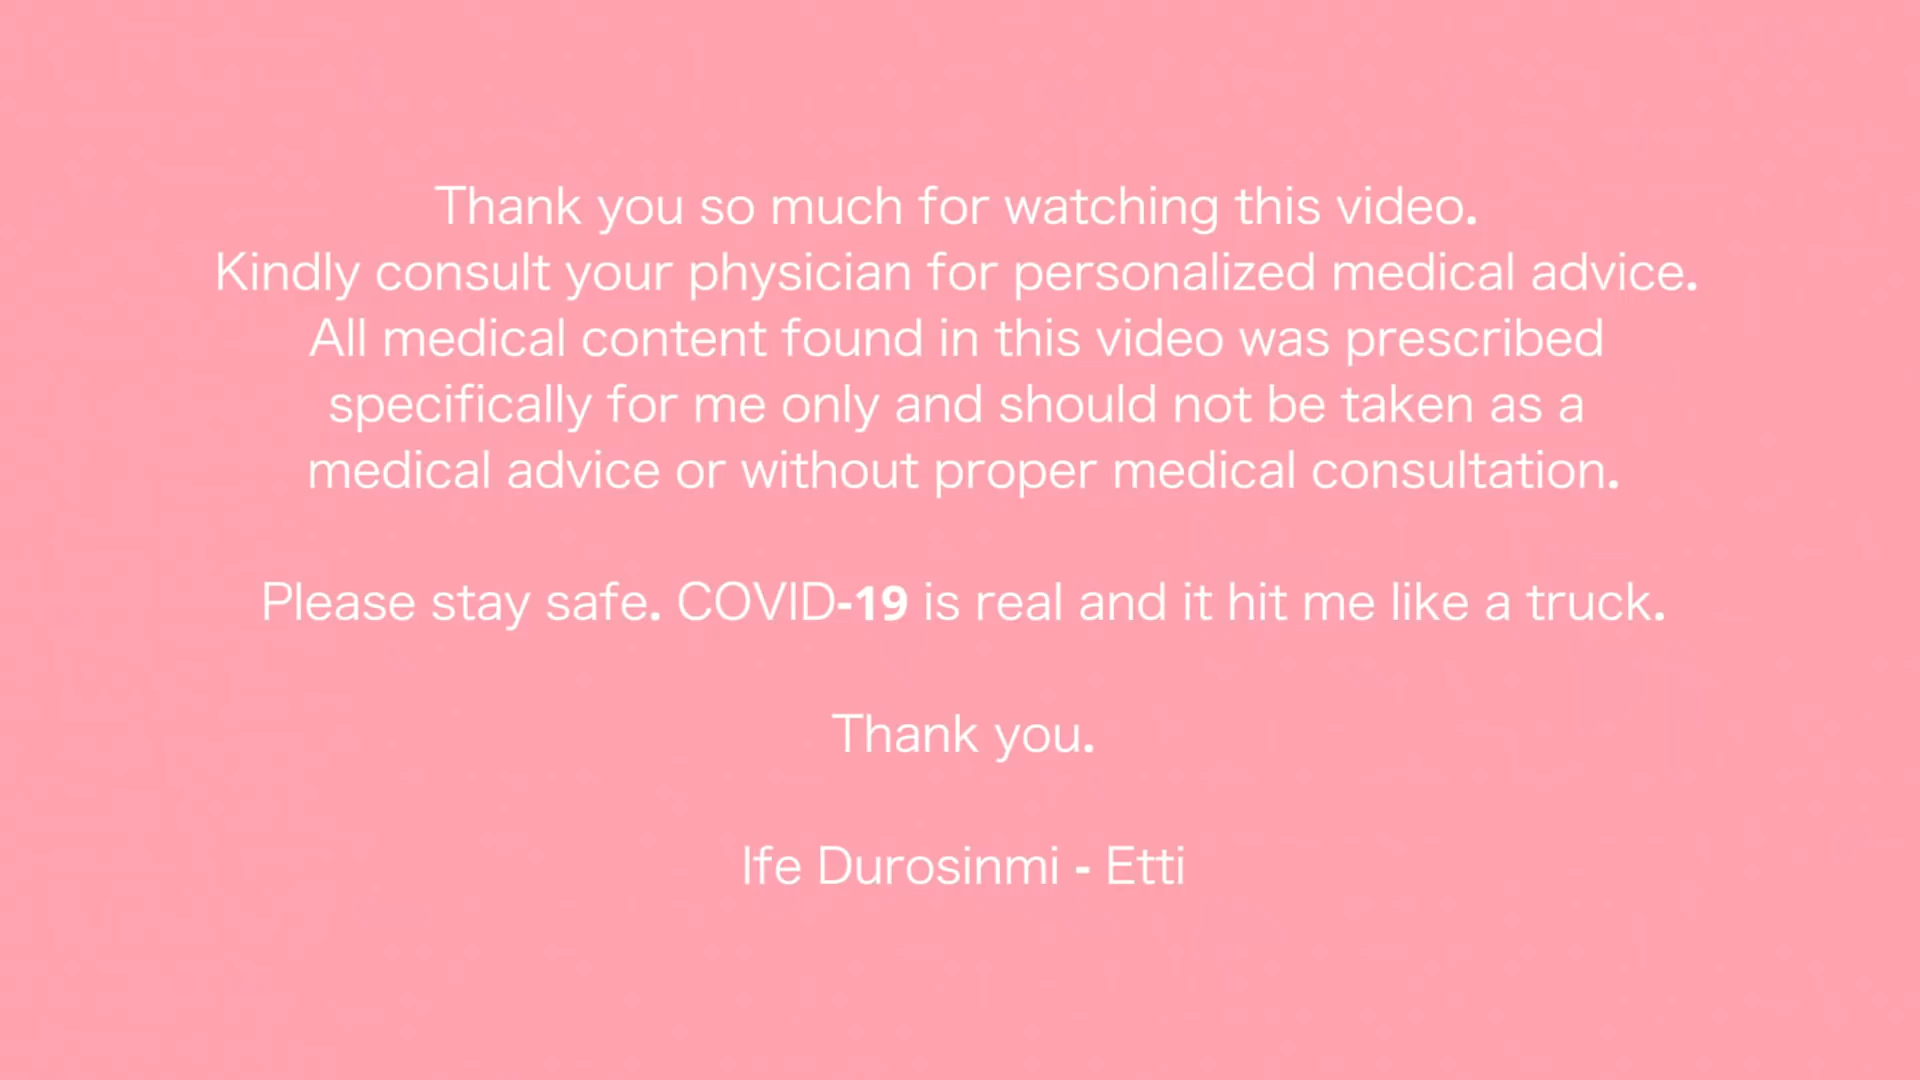 Thank you so much for watching this video.
Kindly consult your physician for personalized medical advice.
All medical content found in this video was prescribed
specifically for me only and should not be taken as a
medical advice or without proper medical consultation.
Please stay safe. COVID-19 is real and it hit me like a truck.
Thank you.
Ife Durosinmi - Etti